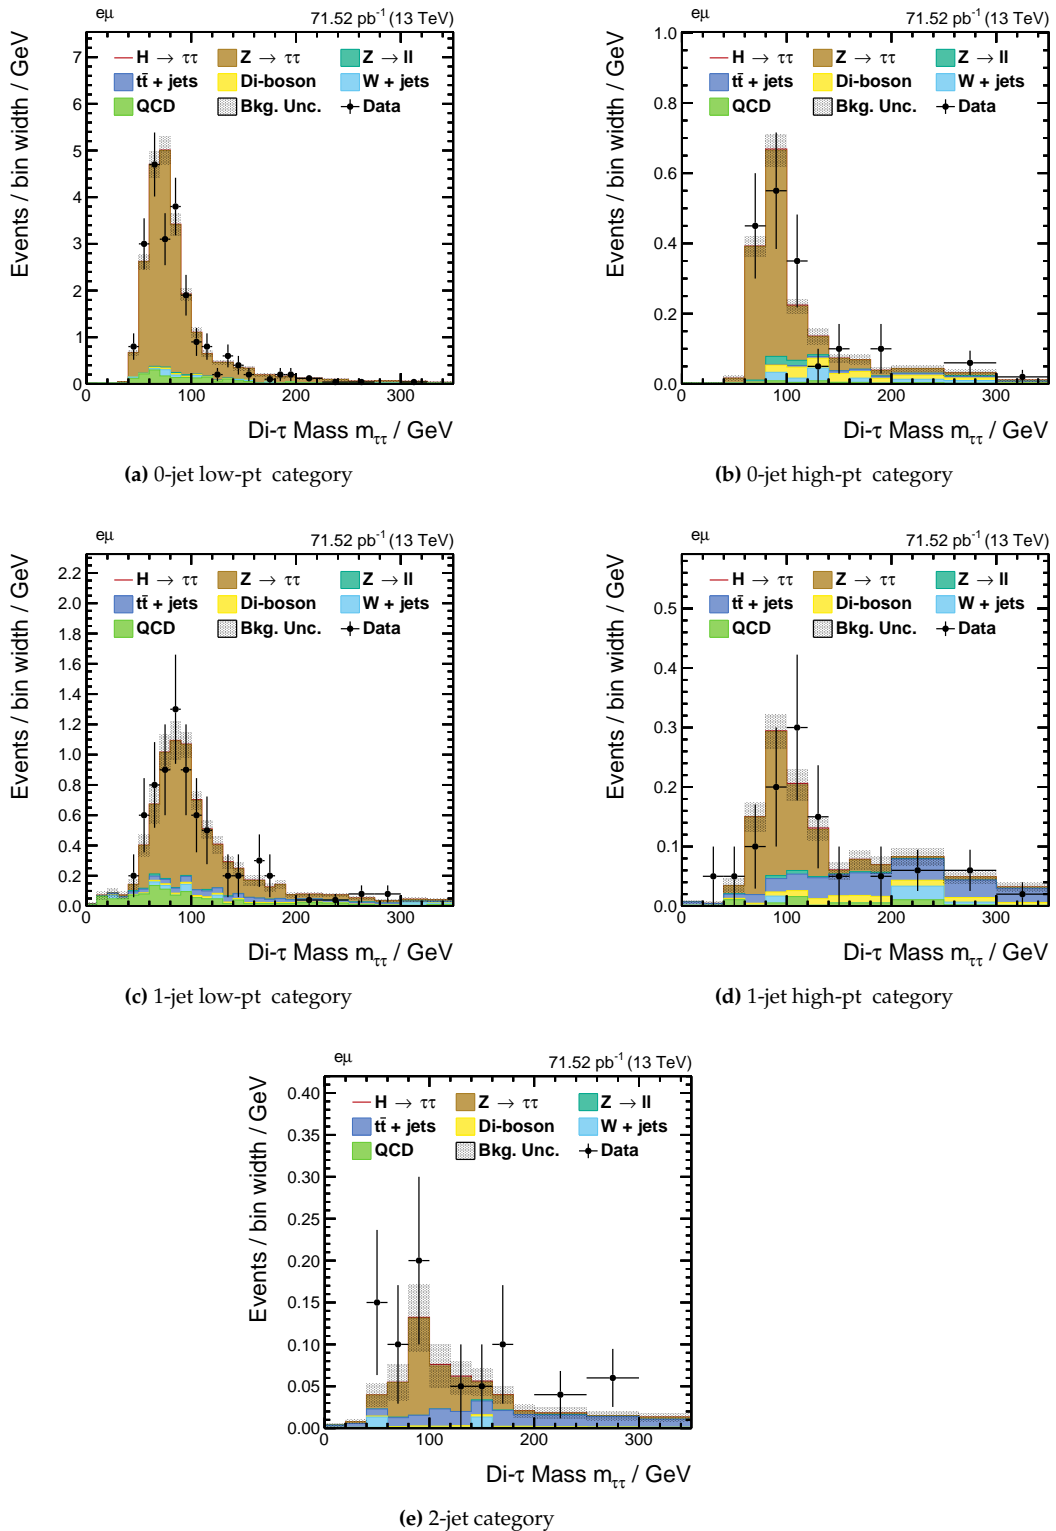 eμ 71.52 pb⁻¹ (13 TeV)
Events / bin width / GeV
7
6
5
4
3
2
1
0
H → ττ Z → ττ Z → ll
tt̄ + jets Di-boson W + jets
QCD Bkg. Unc. Data
0 100 200 300
Di-τ Mass m_ττ / GeV
(a) 0-jet low-pt category
eμ 71.52 pb⁻¹ (13 TeV)
Events / bin width / GeV
1.0
0.8
0.6
0.4
0.2
0.0
H → ττ Z → ττ Z → ll
tt̄ + jets Di-boson W + jets
QCD Bkg. Unc. Data
0 100 200 300
Di-τ Mass m_ττ / GeV
(b) 0-jet high-pt category
eμ 71.52 pb⁻¹ (13 TeV)
Events / bin width / GeV
2.2
2.0
1.8
1.6
1.4
1.2
1.0
0.8
0.6
0.4
0.2
0.0
H → ττ Z → ττ Z → ll
tt̄ + jets Di-boson W + jets
QCD Bkg. Unc. Data
0 100 200 300
Di-τ Mass m_ττ / GeV
(c) 1-jet low-pt category
eμ 71.52 pb⁻¹ (13 TeV)
Events / bin width / GeV
0.5
0.4
0.3
0.2
0.1
0.0
H → ττ Z → ττ Z → ll
tt̄ + jets Di-boson W + jets
QCD Bkg. Unc. Data
0 100 200 300
Di-τ Mass m_ττ / GeV
(d) 1-jet high-pt category
eμ 71.52 pb⁻¹ (13 TeV)
Events / bin width / GeV
0.40
0.35
0.30
0.25
0.20
0.15
0.10
0.05
0.00
H → ττ Z → ττ Z → ll
tt̄ + jets Di-boson W + jets
QCD Bkg. Unc. Data
0 100 200 300
Di-τ Mass m_ττ / GeV
(e) 2-jet category